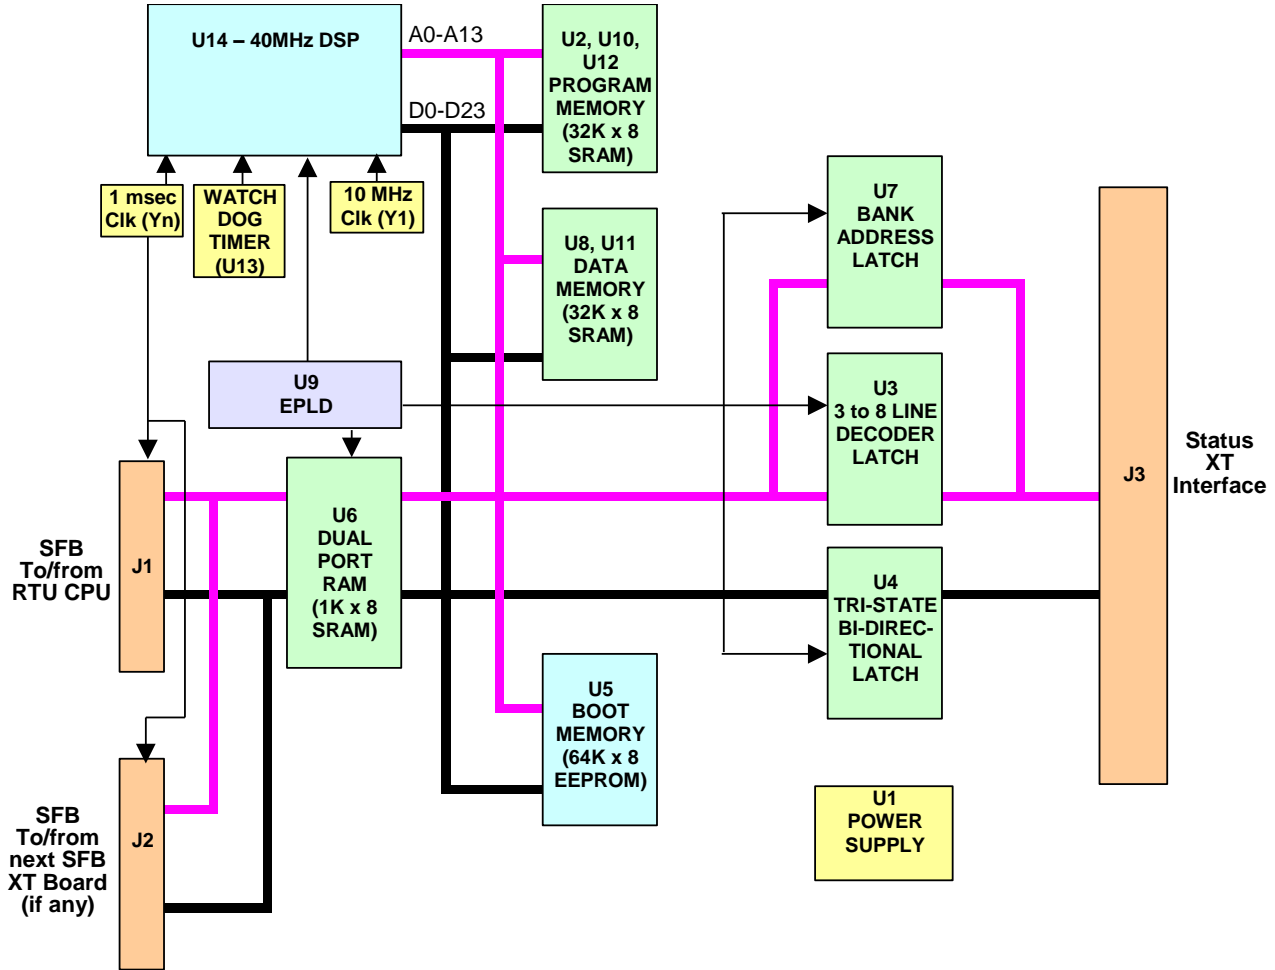 U14 – 40MHz DSP
A0-A13
D0-D23
U2, U10,
U12
PROGRAM
MEMORY
(32K x 8
SRAM)
1 msec
Clk (Yn)
WATCH
DOG
TIMER
(U13)
10 MHz
Clk (Y1)
U8, U11
DATA
MEMORY
(32K x 8
SRAM)
U7
BANK
ADDRESS
LATCH
U9
EPLD
U3
3 to 8 LINE
DECODER
LATCH
J3
Status
XT
Interface
SFB
To/from
RTU CPU
J1
U6
DUAL
PORT
RAM
(1K x 8
SRAM)
U4
TRI-STATE
BI-DIREC-
TIONAL
LATCH
U5
BOOT
MEMORY
(64K x 8
EEPROM)
SFB
To/from
next SFB
XT Board
(if any)
J2
U1
POWER
SUPPLY